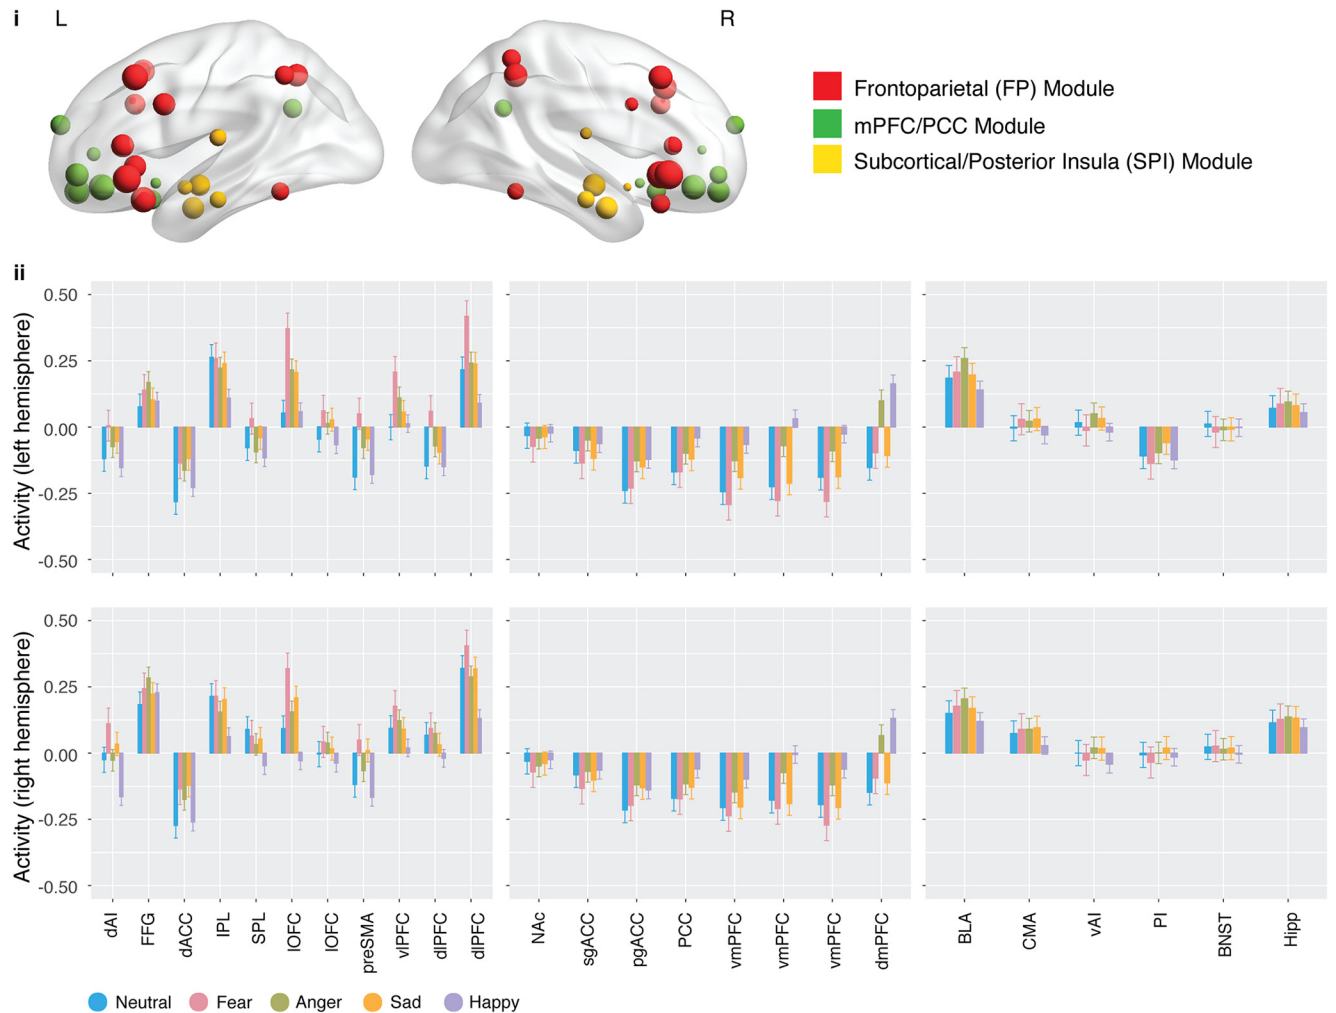 i L R
Frontoparietal (FP) Module
mPFC/PCC Module
Subcortical/Posterior Insula (SPI) Module
ii
Activity (left hemisphere)
0.50
0.25
0.00
-0.25
-0.50
Activity (right hemisphere)
0.50
0.25
0.00
-0.25
-0.50
dAI FFG dACC IPL SPL lOFC lOFC preSMA vlPFC dlPFC dlPFC
NAc sgACC pgACC PCC vmPFC vmPFC vmPFC dmPFC
BLA CMA vAI PI BNST Hipp
Neutral Fear Anger Sad Happy